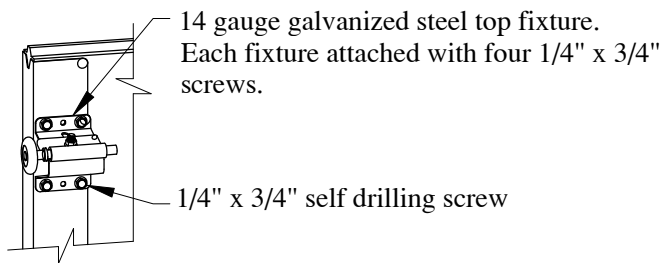 14 gauge galvanized steel top fixture.
Each fixture attached with four 1/4" x 3/4"
screws.
1/4" x 3/4" self drilling screw